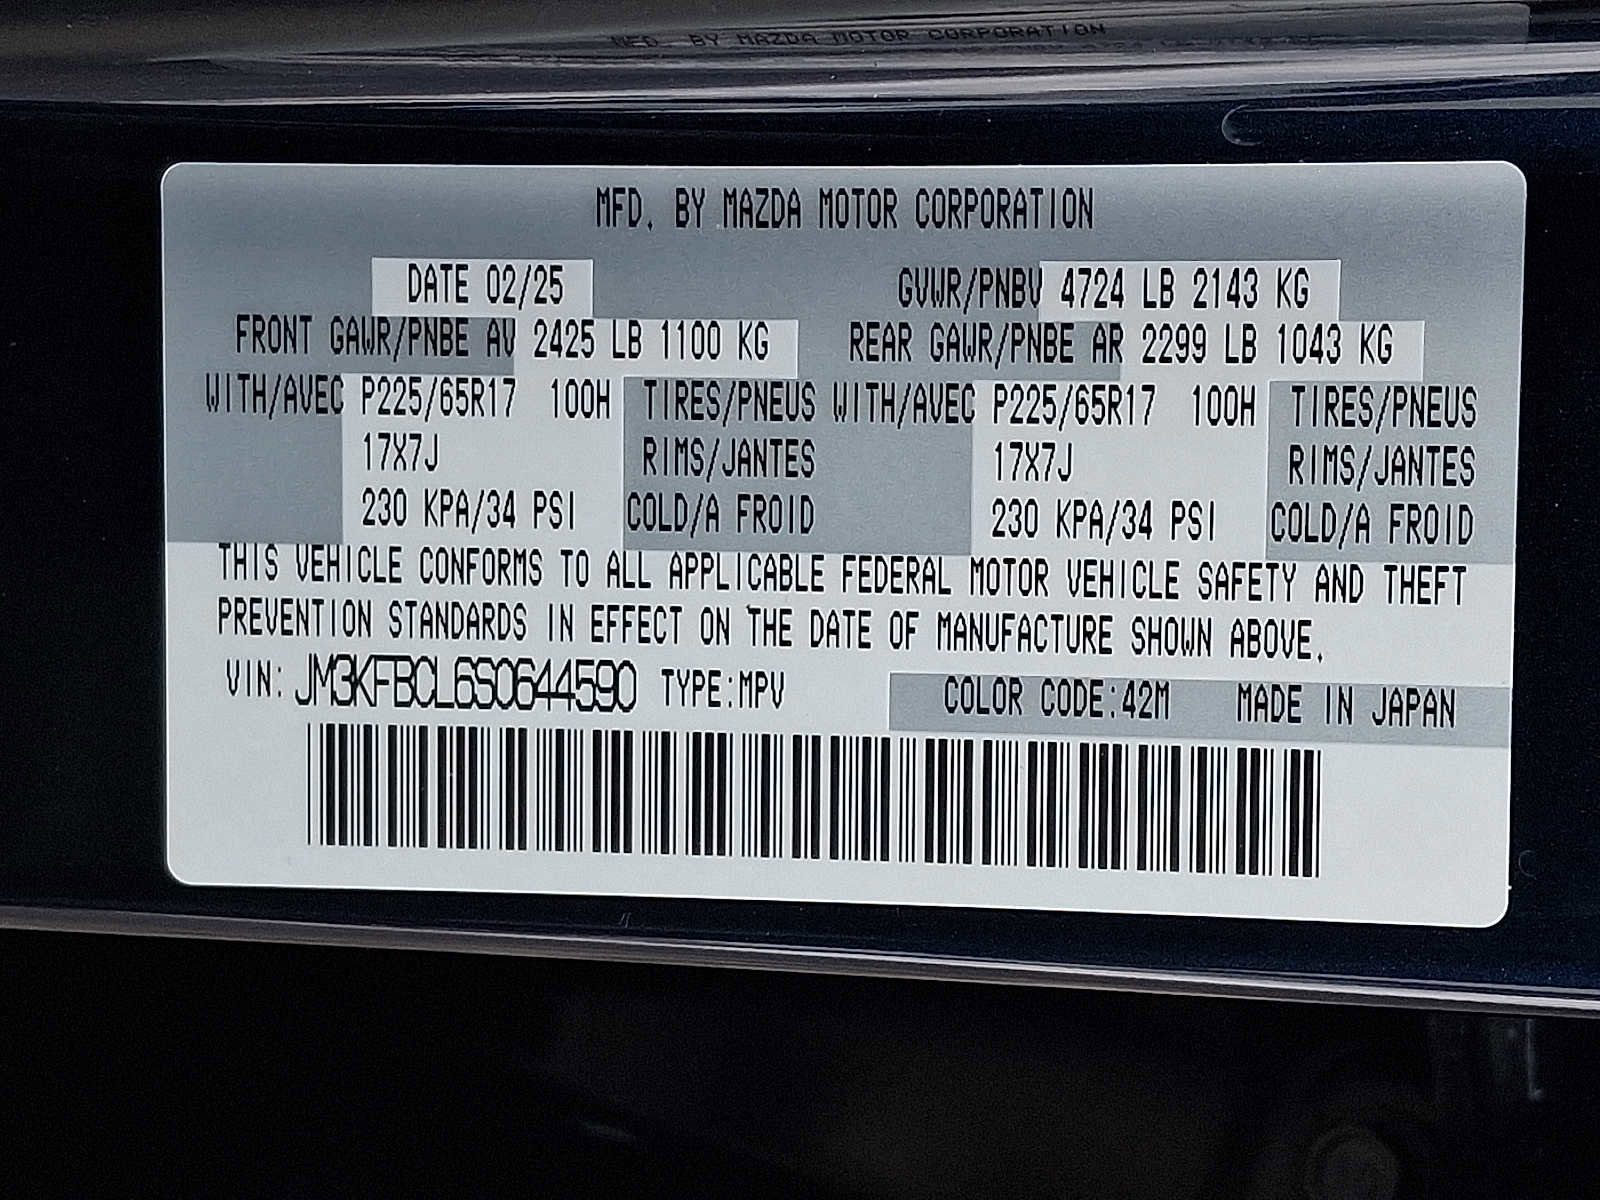 MFD. BY MAZDA MOTOR CORPORATION
MFD. BY MAZDA MOTOR CORPORATION
DATE 02/25 GVWR/PNBV 4724 LB 2143 KG
FRONT GAWR/PNBE AV 2425 LB 1100 KG REAR GAWR/PNBE AR 2299 LB 1043 KG
WITH/AVEC P225/65R17 100H TIRES/PNEUS WITH/AVEC P225/65R17 100H TIRES/PNEUS
17X7J RIMS/JANTES 17X7J RIMS/JANTES
230 KPA/34 PSI COLD/A FROID 230 KPA/34 PSI COLD/A FROID
THIS VEHICLE CONFORMS TO ALL APPLICABLE FEDERAL MOTOR VEHICLE SAFETY AND THEFT
PREVENTION STANDARDS IN EFFECT ON THE DATE OF MANUFACTURE SHOWN ABOVE.
VIN: JM3KFBCL6S0644590 TYPE:MPV COLOR CODE:42M MADE IN JAPAN